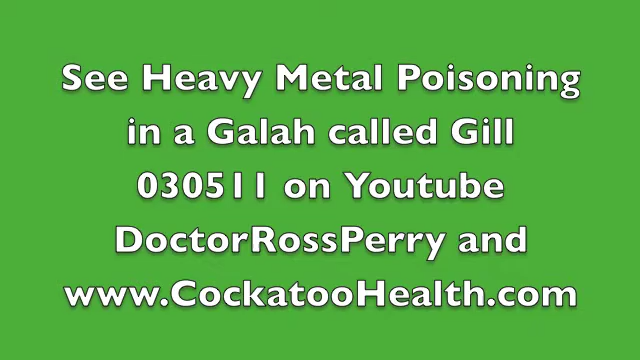 See Heavy Metal Poisoning
in a Galah called Gill
030511 on Youtube
DoctorRossPerry and
www.CockatooHealth.com